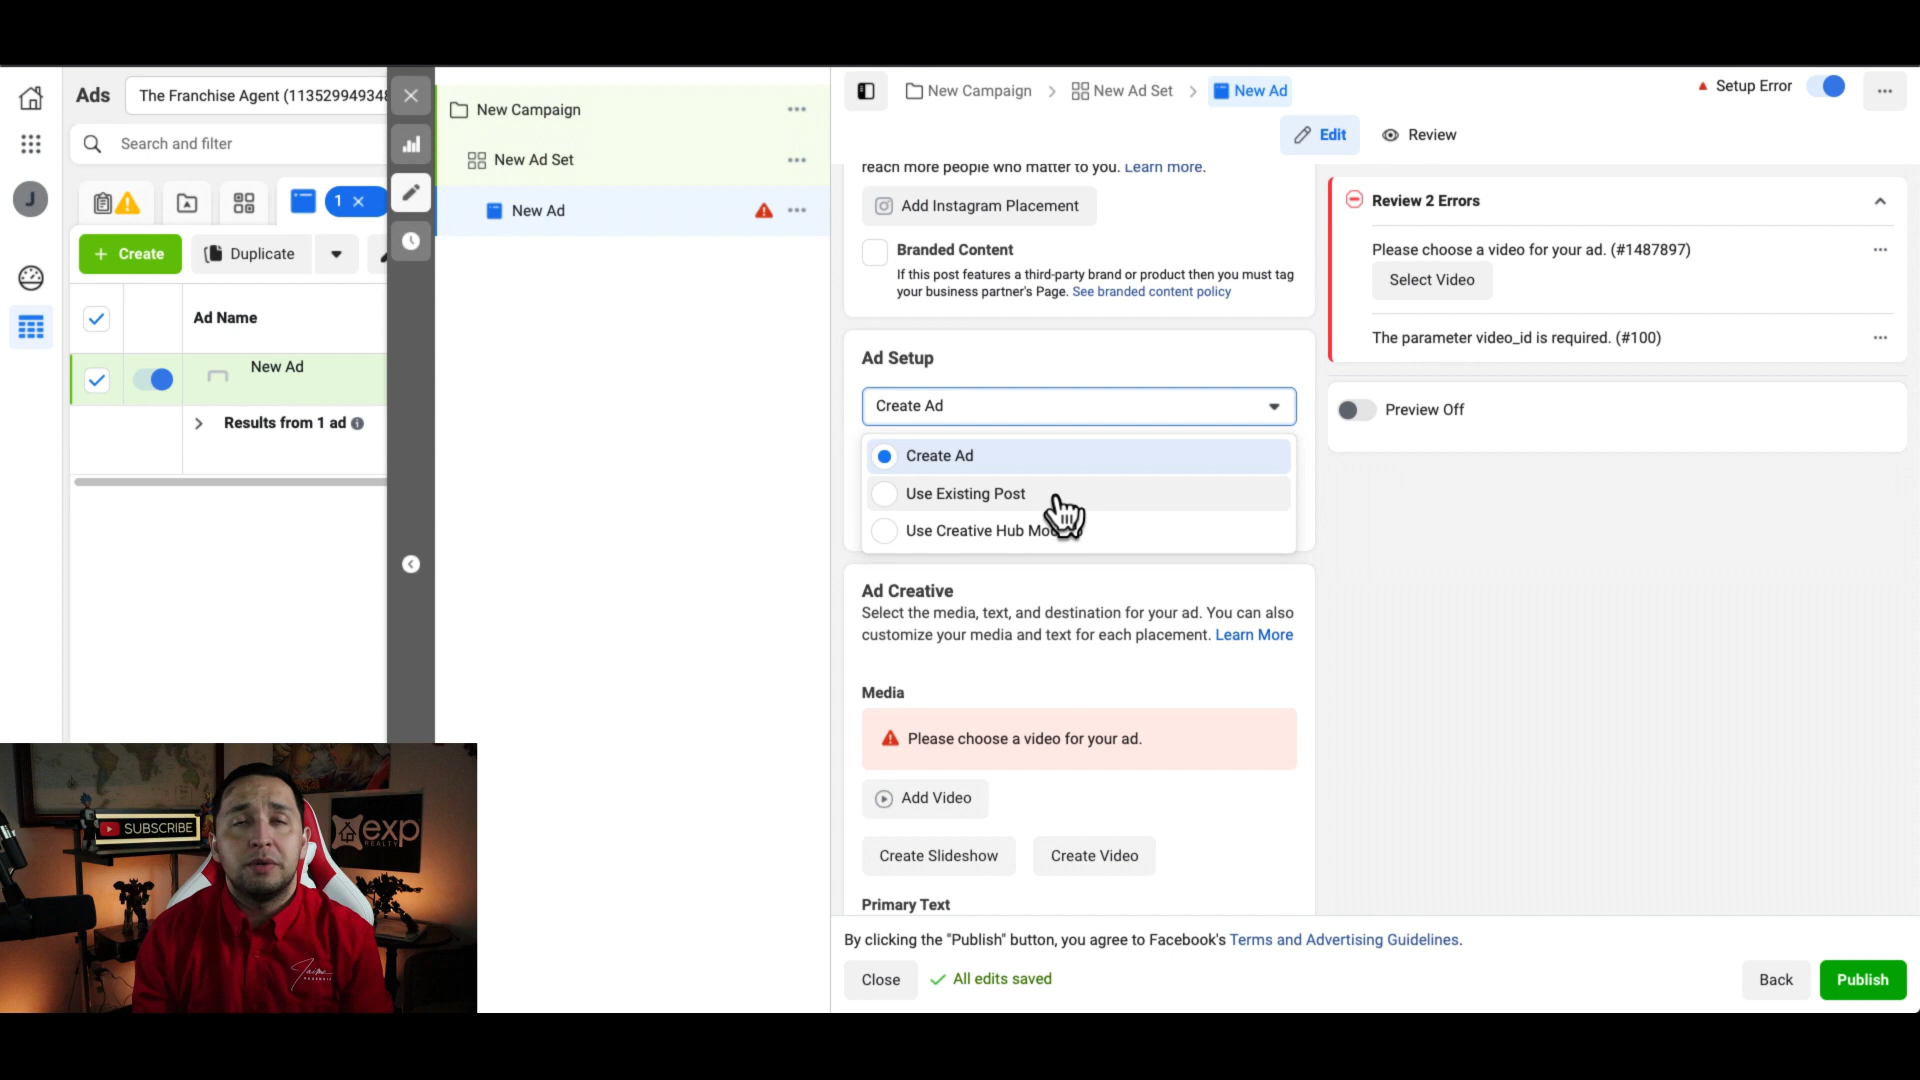 Ads
The Franchise Agent (11352994934
Search and filter
1
+ Create
Duplicate
Ad Name
New Ad
Results from 1 ad
New Campaign
New Ad Set
New Ad
New Campaign
New Ad Set
New Ad
Setup Error
Edit
Review
reach more people who matter to you. Learn more.
Add Instagram Placement
Branded Content
If this post features a third-party brand or product then you must tag
your business partner's Page. See branded content policy
Ad Setup
Create Ad
Create Ad
Use Existing Post
Use Creative Hub
Ad Creative
Select the media, text, and destination for your ad. You can also
customize your media and text for each placement. Learn More
Media
Please choose a video for your ad.
Add Video
Create Slideshow
Create Video
Primary Text
Review 2 Errors
Please choose a video for your ad. (#1487897)
Select Video
The parameter video_id is required. (#100)
Preview Off
By clicking the "Publish" button, you agree to Facebook's Terms and Advertising Guidelines.
Close
All edits saved
Back
Publish
J
SUBSCRIBE
exp
REALTY
Jaime